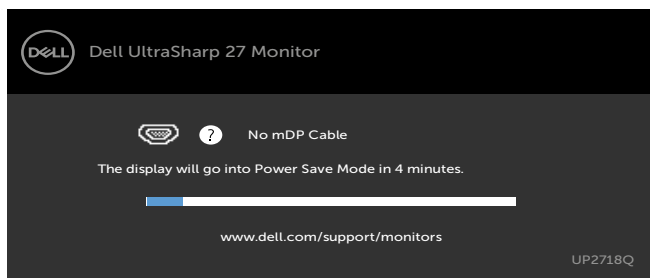 DELL
Dell UltraSharp 27 Monitor
? No mDP Cable
The display will go into Power Save Mode in 4 minutes.
www.dell.com/support/monitors
UP2718Q